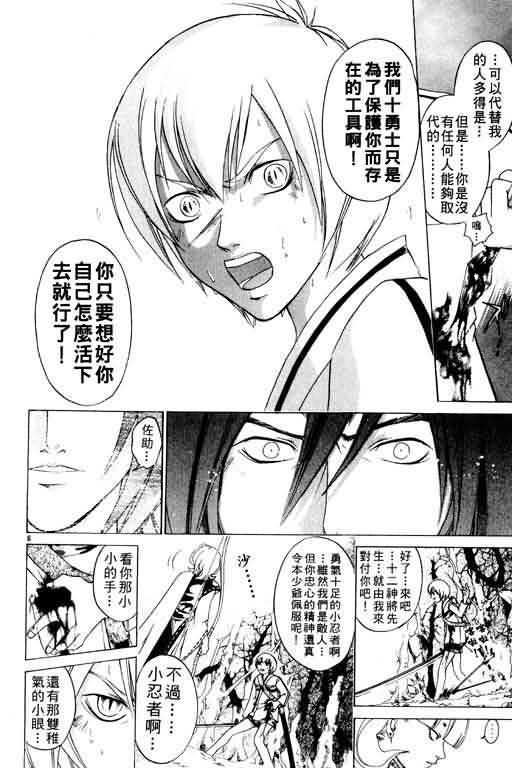 …可以代替我
的人多得是…
但是……你是沒
有任何人能夠取
代的…
嗚…
我們十勇士只是
為了保護你而存
在的工具啊！
你只要想好你
自己怎麼活下
去就行了！
佐助…
6
好了…來吧
…十二神將先
生…就由我來
對付你吧！
勇氣十足的小忍者啊
…雖然我們是敵人…
但你忠心的精神還真
令本少爺佩服呢！
沙…
不過…
小忍者啊…
看你那小
小的手…
還有那雙稚
氣的小眼…